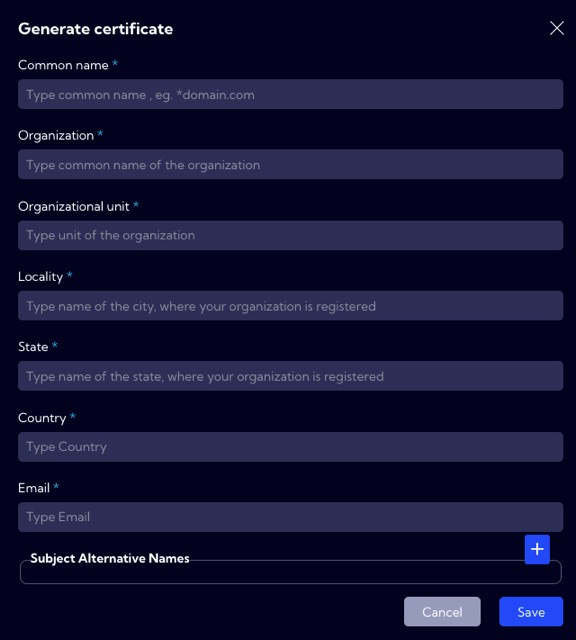 Generate certificate
Common name *
Type common name , eg. *domain.com
Organization *
Type common name of the organization
Organizational unit *
Type unit of the organization
Locality *
Type name of the city, where your organization is registered
State *
Type name of the state, where your organization is registered
Country *
Type Country
Email *
Type Email
Subject Alternative Names
Cancel Save